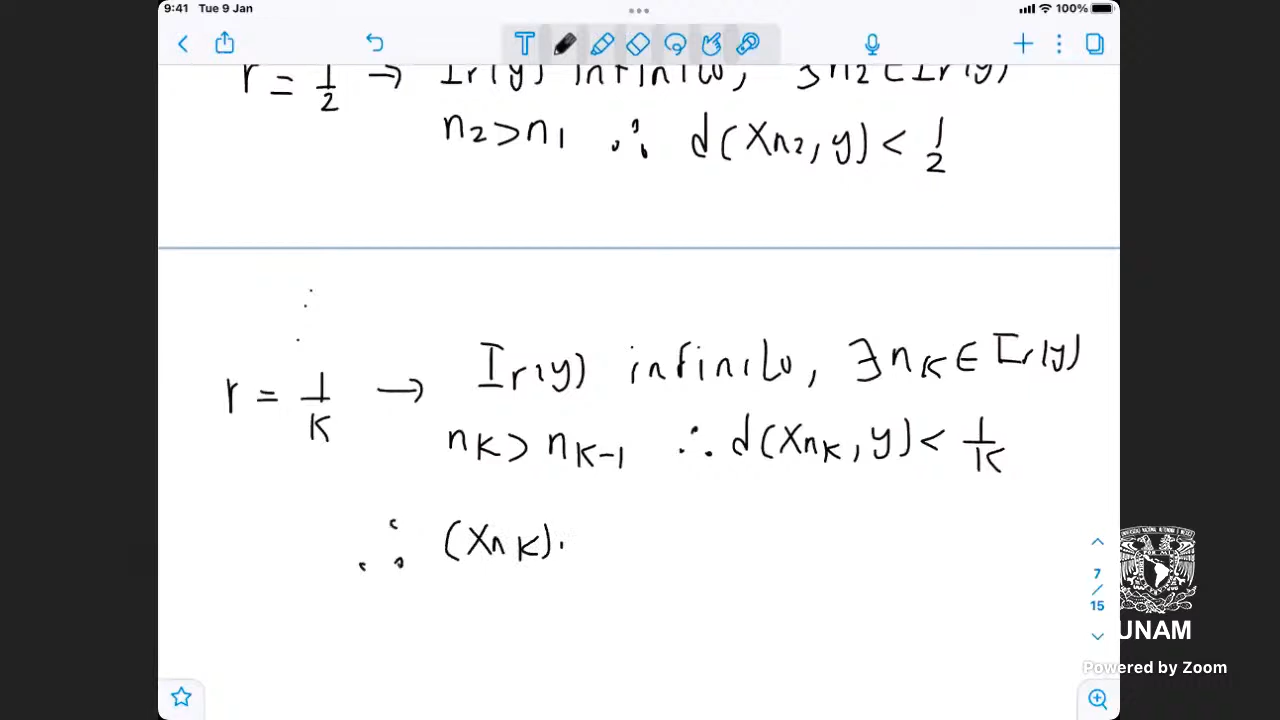 9:41 Tue 9 Jan 100%
r = 1/2 → Ir(y) infinito, ∃ n2 ∈ Ir(y)
n2 > n1 ∴ d(Xn2, y) < 1/2
⋮
r = 1/K → Ir(y) infinito, ∃ nK ∈ Ir(y)
nK > nK-1 ∴ d(XnK, y) < 1/K
∴ (XnK)
7
/
15
UNAM
Powered by Zoom